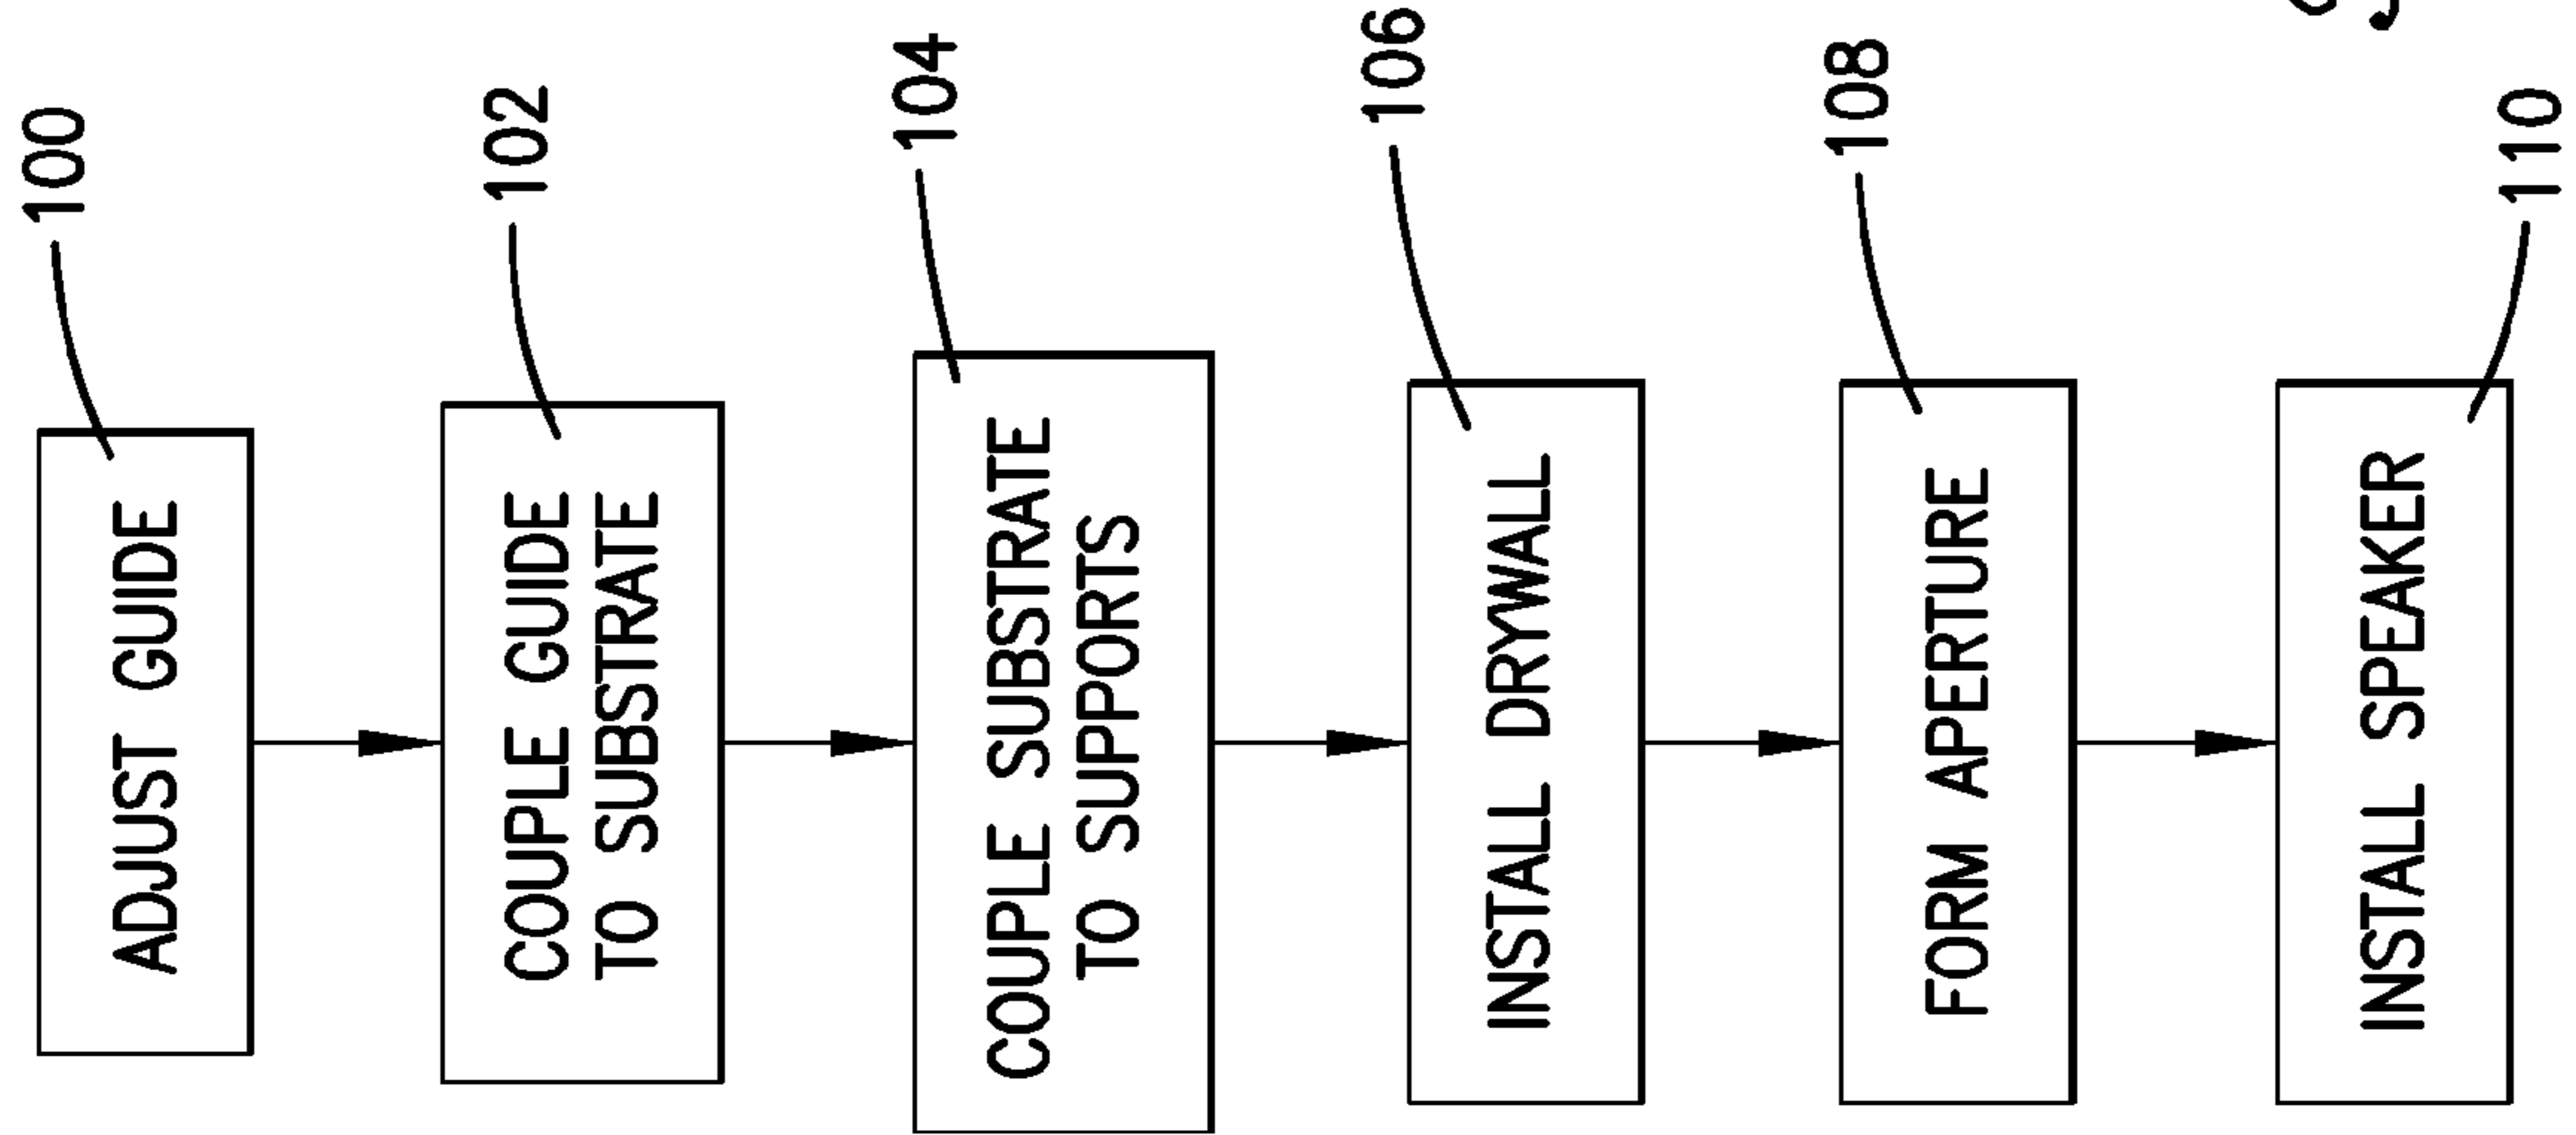 100
ADJUST GUIDE
102
COUPLE GUIDE
TO SUBSTRATE
104
COUPLE SUBSTRATE
TO SUPPORTS
106
INSTALL DRYWALL
108
FORM APERTURE
110
INSTALL SPEAKER